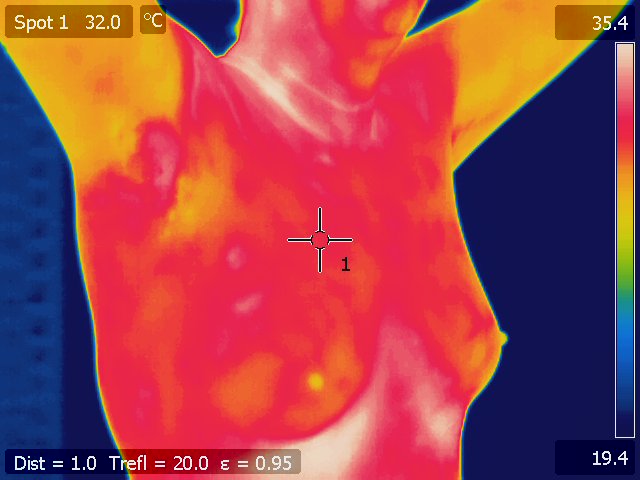 Spot 1 32.0 °C
35.4
1
19.4
Dist = 1.0 Trefl = 20.0 ε = 0.95